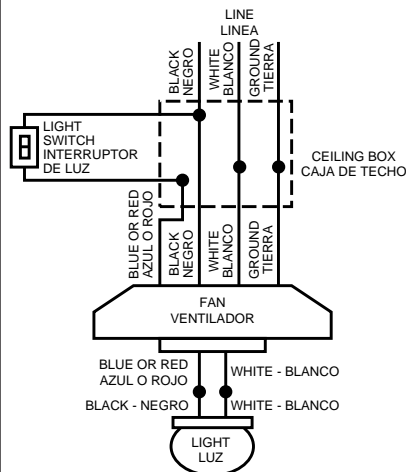 LINE
LINEA
BLACK
NEGRO
WHITE
BLANCO
GROUND
TIERRA
LIGHT
SWITCH
INTERRUPTOR
DE LUZ
CEILING BOX
CAJA DE TECHO
BLUE OR RED
AZUL O ROJO
BLACK
NEGRO
WHITE
BLANCO
GROUND
TIERRA
FAN
VENTILADOR
BLUE OR RED
AZUL O ROJO
WHITE - BLANCO
BLACK - NEGRO
WHITE - BLANCO
LIGHT
LUZ